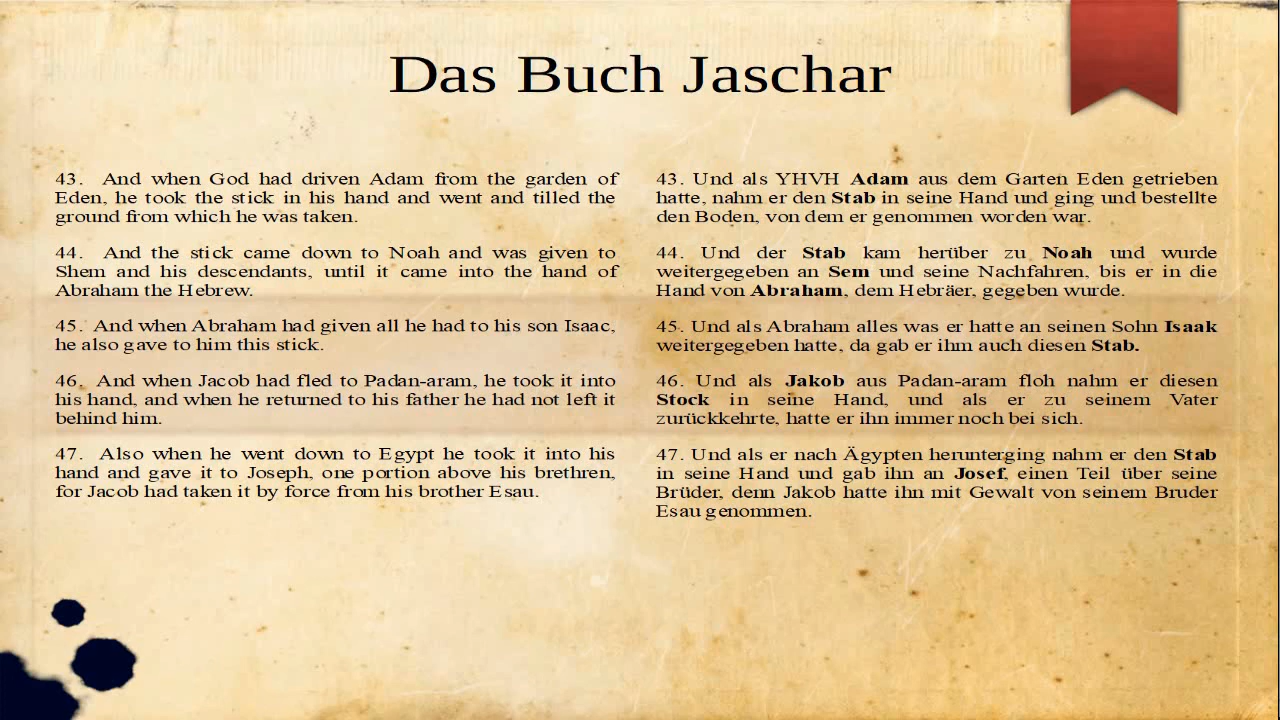 Das Buch Jaschar
43. And when God had driven Adam from the garden of
Eden, he took the stick in his hand and went and tilled the
ground from which he was taken.
44. And the stick came down to Noah and was given to
Shem and his descendants, until it came into the hand of
Abraham the Hebrew.
45. And when Abraham had given all he had to his son Isaac,
he also gave to him this stick.
46. And when Jacob had fled to Padan-aram, he took it into
his hand, and when he returned to his father he had not left it
behind him.
47. Also when he went down to Egypt he took it into his
hand and gave it to Joseph, one portion above his brethren,
for Jacob had taken it by force from his brother Esau.
43. Und als YHVH Adam aus dem Garten Eden getrieben
hatte, nahm er den Stab in seine Hand und ging und bestellte
den Boden, von dem er genommen worden war.
44. Und der Stab kam herüber zu Noah und wurde
weitergegeben an Sem und seine Nachfahren, bis er in die
Hand von Abraham, dem Hebräer, gegeben wurde.
45. Und als Abraham alles was er hatte an seinen Sohn Isaak
weitergegeben hatte, da gab er ihm auch diesen Stab.
46. Und als Jakob aus Padan-aram floh nahm er diesen
Stock in seine Hand, und als er zu seinem Vater
zurückkehrte, hatte er ihn immer noch bei sich.
47. Und als er nach Ägypten herunterging nahm er den Stab
in seine Hand und gab ihn an Josef, einen Teil über seine
Brüder, denn Jakob hatte ihn mit Gewalt von seinem Bruder
Esau genommen.